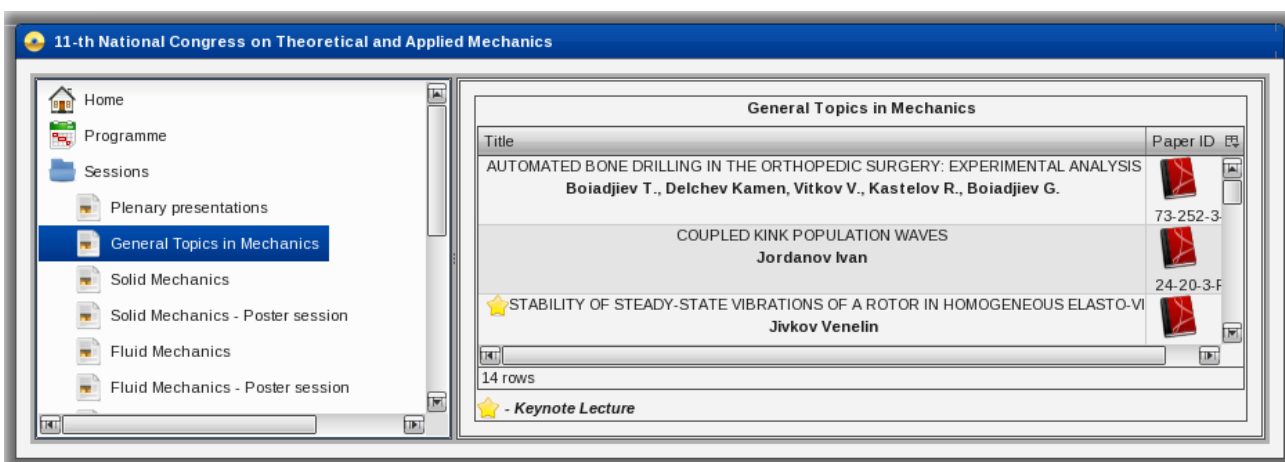 11-th National Congress on Theoretical and Applied Mechanics
Home
Programme
Sessions
Plenary presentations
General Topics in Mechanics
Solid Mechanics
Solid Mechanics - Poster session
Fluid Mechanics
Fluid Mechanics - Poster session
General Topics in Mechanics
Title Paper ID
AUTOMATED BONE DRILLING IN THE ORTHOPEDIC SURGERY: EXPERIMENTAL ANALYSIS
Boiadjiev T., Delchev Kamen, Vitkov V., Kastelov R., Boiadjiev G.
73-252-3-
COUPLED KINK POPULATION WAVES
Jordanov Ivan
24-20-3-
STABILITY OF STEADY-STATE VIBRATIONS OF A ROTOR IN HOMOGENEOUS ELASTO-VI
Jivkov Venelin
14 rows
- Keynote Lecture